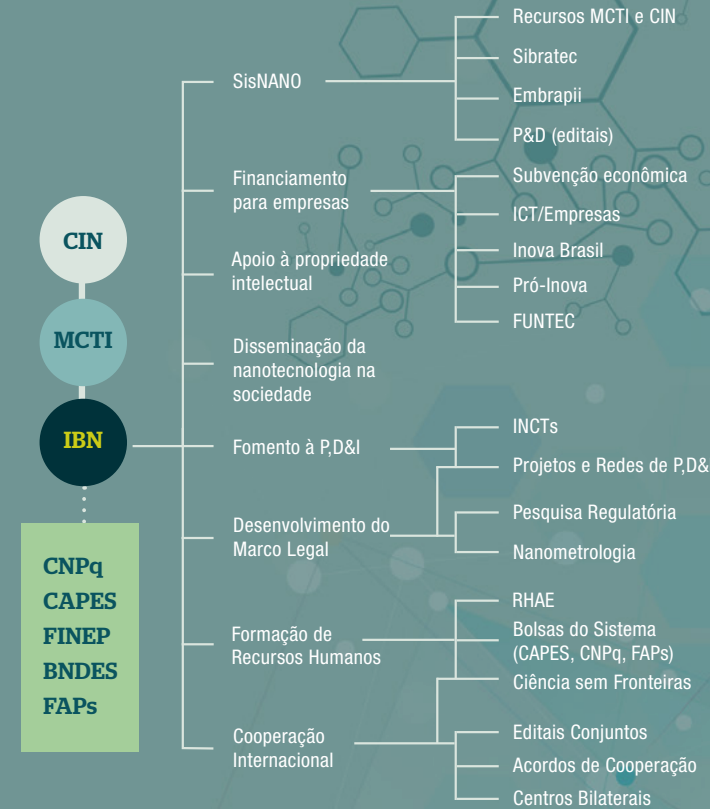 CIN
MCTI
IBN
CNPq
CAPES
FINEP
BNDES
FAPs
SisNANO
Recursos MCTI e CIN
Sibratec
Embrapii
P&D (editais)
Financiamento
para empresas
Subvenção econômica
ICT/Empresas
Inova Brasil
Pró-Inova
FUNTEC
Apoio à propriedade
intelectual
Disseminação da
nanotecnologia na
sociedade
Fomento à P,D&I
INCTs
Projetos e Redes de P,D&
Desenvolvimento do
Marco Legal
Pesquisa Regulatória
Nanometrologia
Formação de
Recursos Humanos
RHAE
Bolsas do Sistema
(CAPES, CNPq, FAPs)
Ciência sem Fronteiras
Cooperação
Internacional
Editais Conjuntos
Acordos de Cooperação
Centros Bilaterais